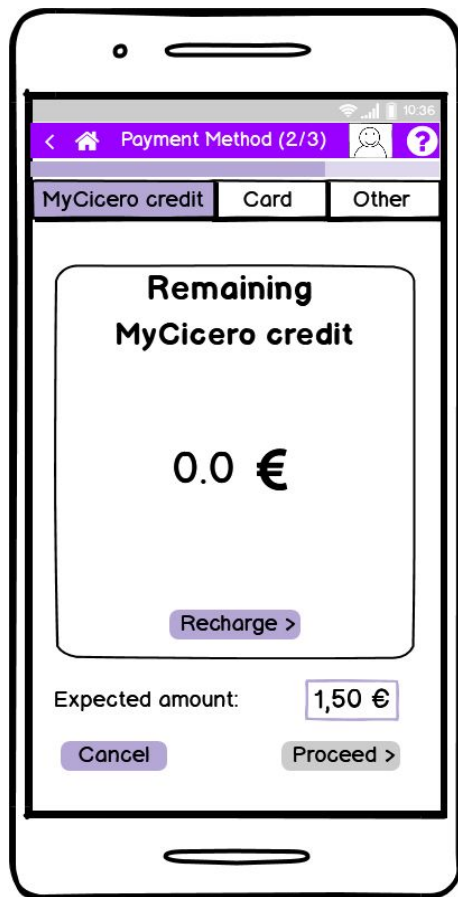 10:36
< Payment Method (2/3) ?
MyCicero credit Card Other
Remaining
MyCicero credit
0.0 €
Recharge >
Expected amount: 1,50 €
Cancel Proceed >